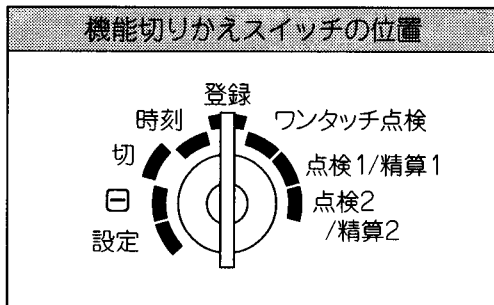 機能切りかえスイッチの位置
登録
時刻
ワンタッチ点検
切
点検1/精算1
⊟
点検2
/精算2
設定